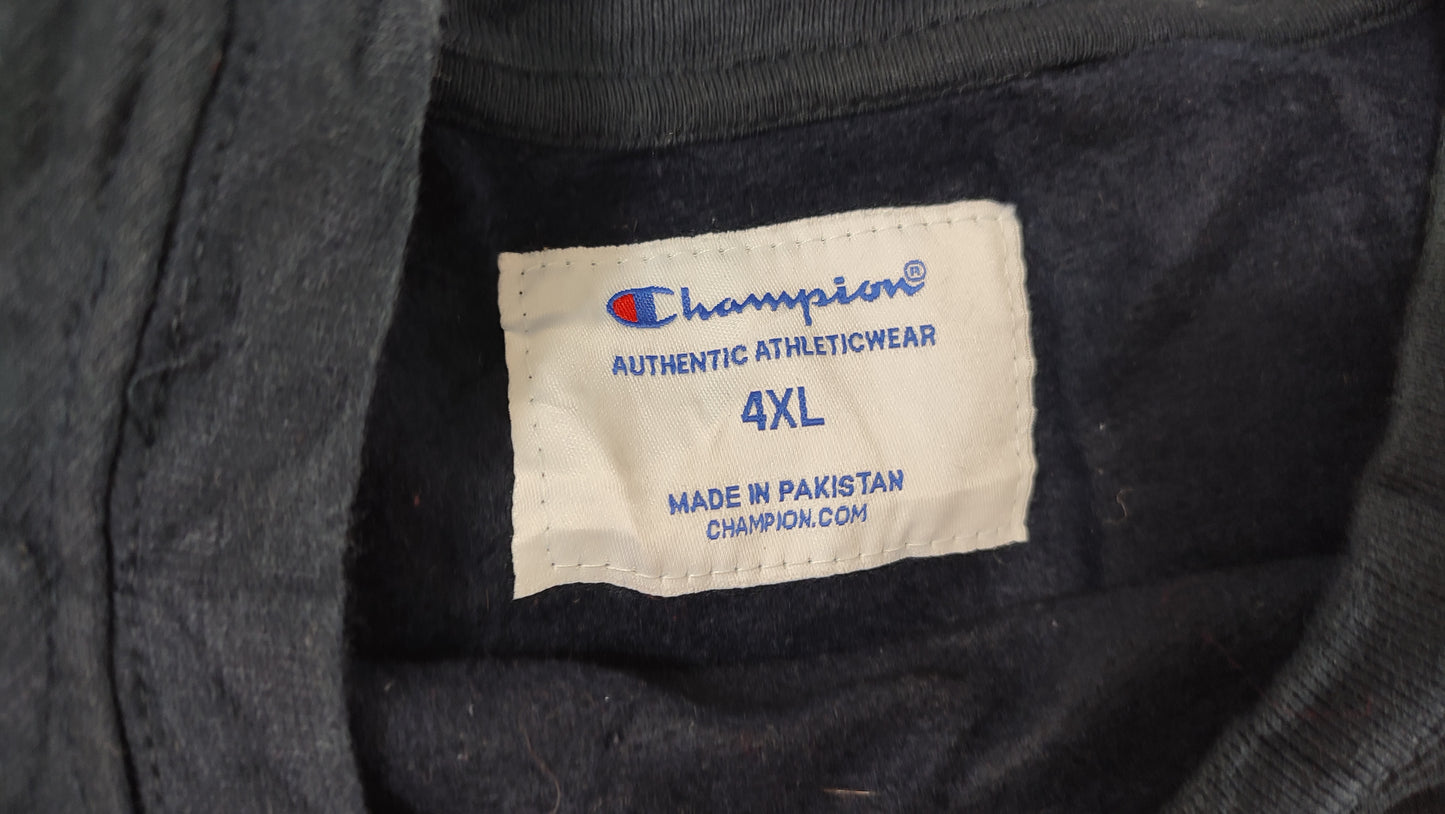 Champion®
AUTHENTIC ATHLETICWEAR
4XL
MADE IN PAKISTAN
CHAMPION.COM